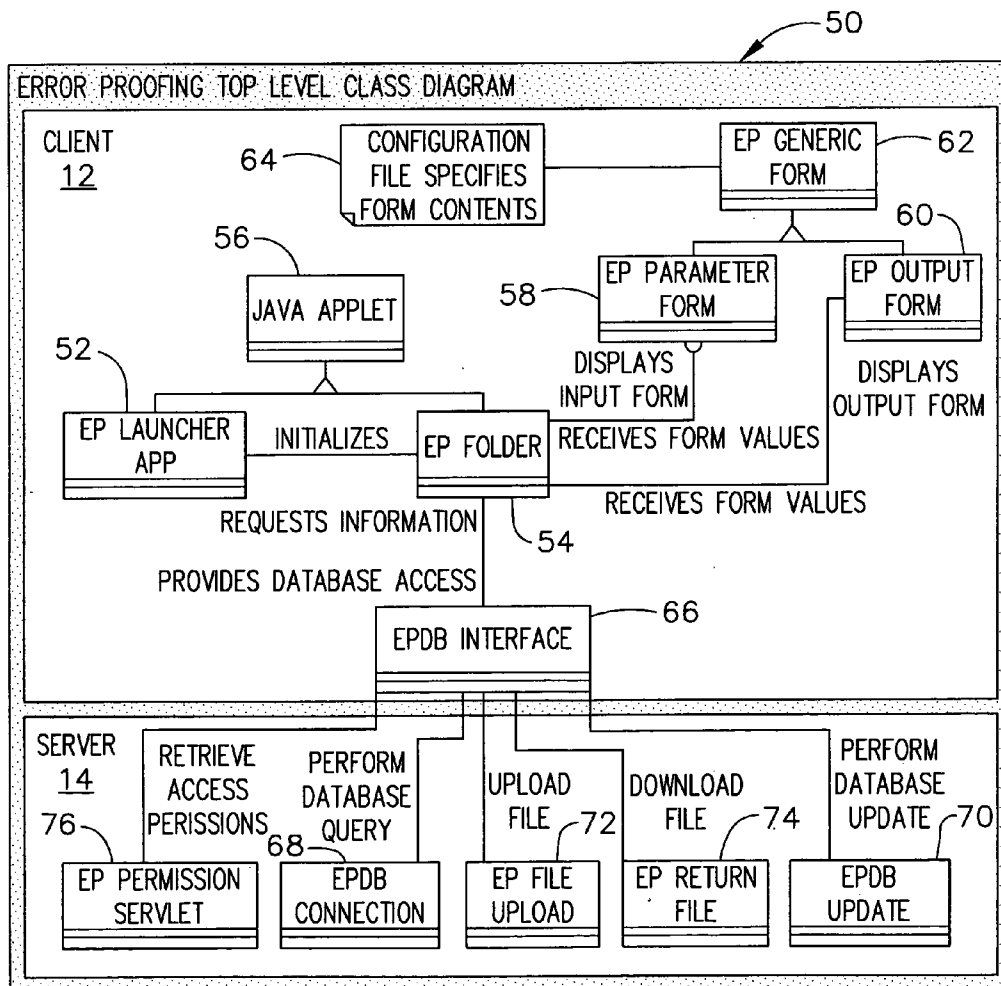 50
ERROR PROOFING TOP LEVEL CLASS DIAGRAM
CLIENT
12
64
CONFIGURATION
FILE SPECIFIES
FORM CONTENTS
EP GENERIC
FORM
62
60
56
JAVA APPLET
58
EP PARAMETER
FORM
EP OUTPUT
FORM
52
DISPLAYS
INPUT FORM
DISPLAYS
OUTPUT FORM
EP LAUNCHER
APP
INITIALIZES
EP FOLDER
RECEIVES FORM VALUES
RECEIVES FORM VALUES
REQUESTS INFORMATION
54
PROVIDES DATABASE ACCESS
66
EPDB INTERFACE
SERVER
14
RETRIEVE
ACCESS
PERISSIONS
PERFORM
DATABASE
QUERY
UPLOAD
FILE
DOWNLOAD
FILE
PERFORM
DATABASE
UPDATE
76
68
72
74
70
EP PERMISSION
SERVLET
EPDB
CONNECTION
EP FILE
UPLOAD
EP RETURN
FILE
EPDB
UPDATE